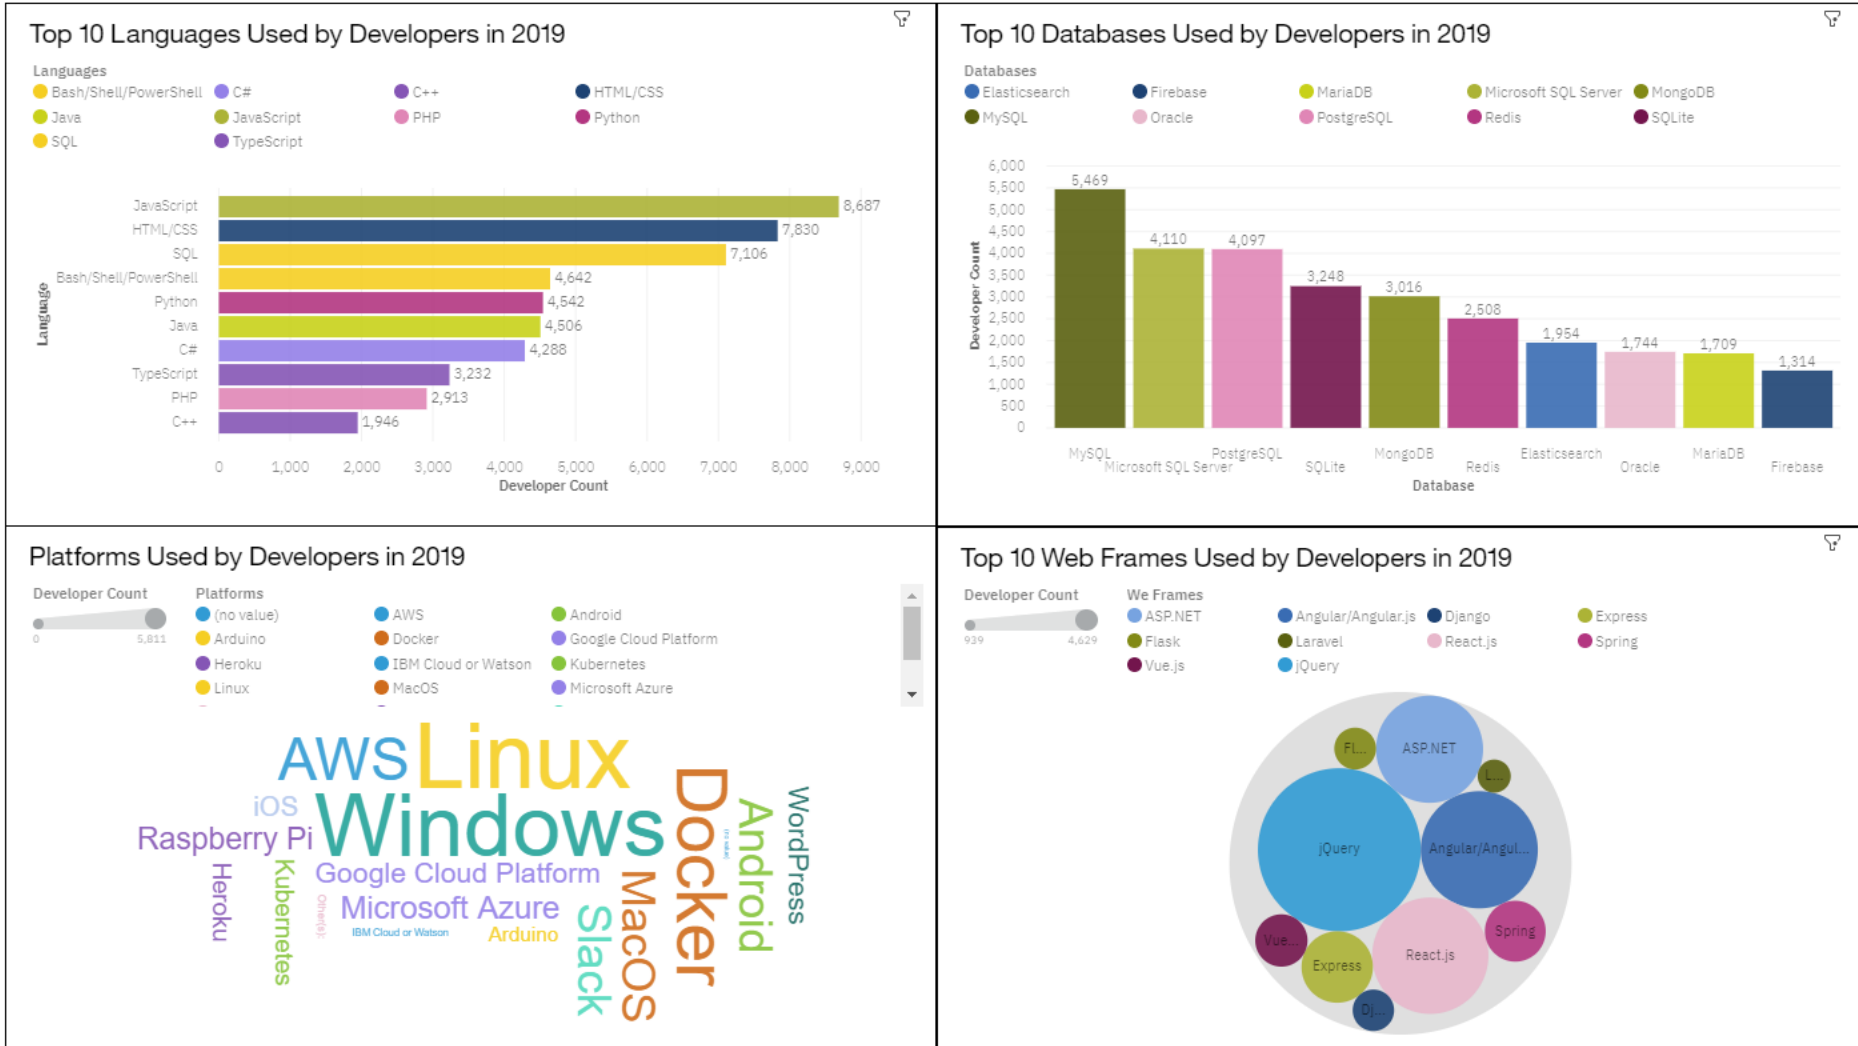 Top 10 Languages Used by Developers in 2019
Languages
Bash/Shell/PowerShell C# C++ HTML/CSS
Java JavaScript PHP Python
SQL TypeScript
Language
JavaScript 8,687
HTML/CSS 7,830
SQL 7,106
Bash/Shell/PowerShell 4,642
Python 4,542
Java 4,506
C# 4,288
TypeScript 3,232
PHP 2,913
C++ 1,946
0 1,000 2,000 3,000 4,000 5,000 6,000 7,000 8,000 9,000
Developer Count
Top 10 Databases Used by Developers in 2019
Databases
Elasticsearch Firebase MariaDB Microsoft SQL Server MongoDB
MySQL Oracle PostgreSQL Redis SQLite
Developer Count
6,000
5,500
5,000
4,500
4,000
3,500
3,000
2,500
2,000
1,500
1,000
500
0
5,469
4,110
4,097
3,248
3,016
2,508
1,954
1,744
1,709
1,314
MySQL
Microsoft SQL Server
PostgreSQL
SQLite
MongoDB
Redis
Elasticsearch
Oracle
MariaDB
Firebase
Database
Platforms Used by Developers in 2019
Developer Count
0 5,811
Platforms
(no value) AWS Android
Arduino Docker Google Cloud Platform
Heroku IBM Cloud or Watson Kubernetes
Linux MacOS Microsoft Azure
AWS
Linux
iOS
Windows
Raspberry Pi
Docker
(no value)
Android
WordPress
Heroku
Kubernetes
Google Cloud Platform
Other(s):
Microsoft Azure
IBM Cloud or Watson
Arduino
Slack
MacOS
Top 10 Web Frames Used by Developers in 2019
Developer Count
939 4,629
We Frames
ASP.NET Angular/Angular.js Django Express
Flask Laravel React.js Spring
Vue.js jQuery
Fl...
ASP.NET
L...
jQuery
Angular/Angul...
Vue...
Express
React.js
Spring
Dj...